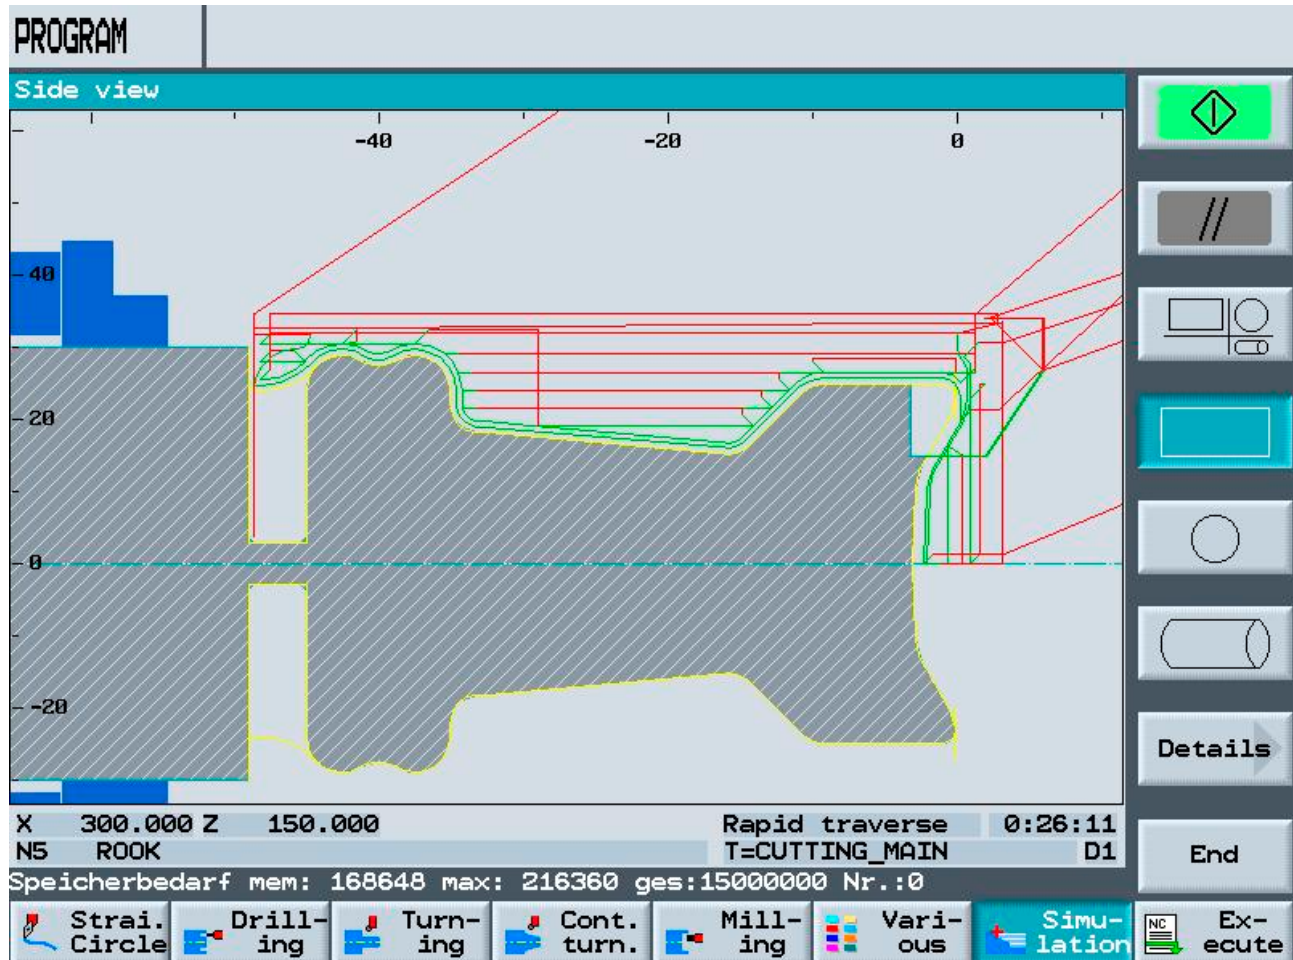 PROGRAM
Side view
-40 -20 0
40
20
0
-20
Details
X 300.000 Z 150.000 Rapid traverse 0:26:11
N5 ROOK T=CUTTING_MAIN D1
End
Speicherbedarf mem: 168648 max: 216360 ges:15000000 Nr.:0
Strai. Drill- Turn- Cont. Mill- Vari- Simu- NC Ex-
Circle ing ing turn. ing ous lation ecute